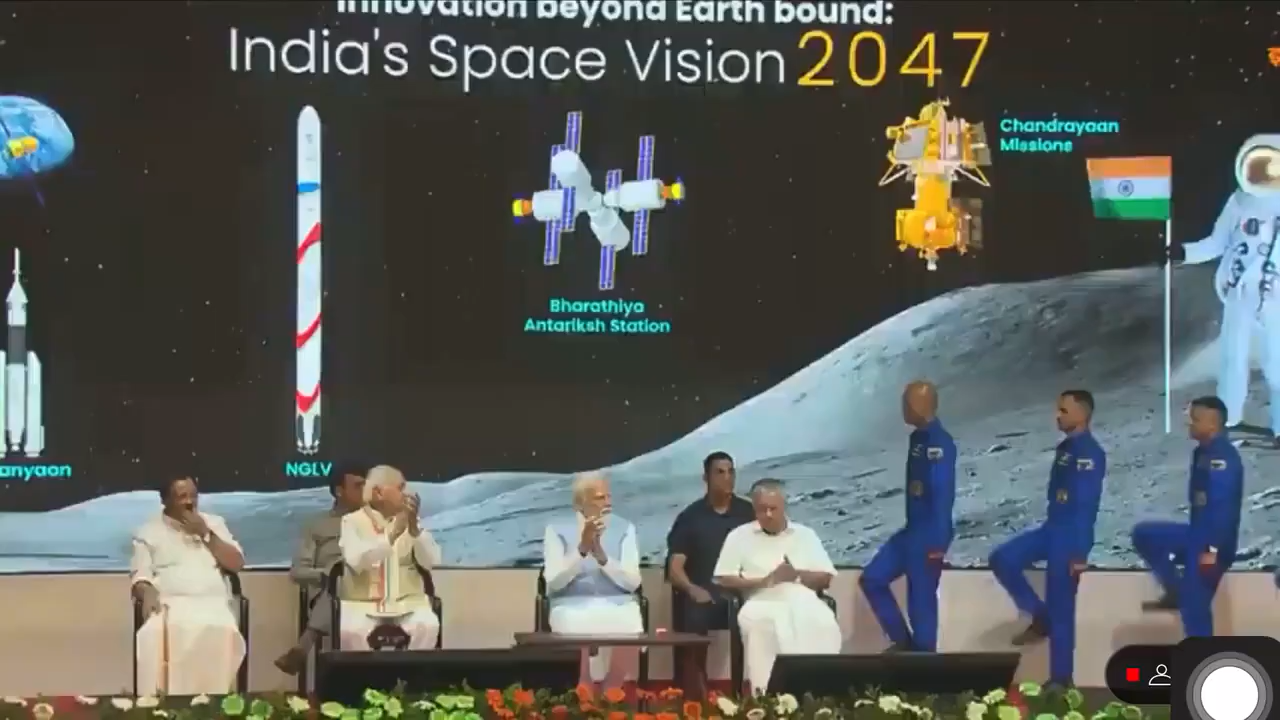 Innovation beyond Earth bound:
India's Space Vision 2047
Chandrayaan
Missions
Bharathiya
Antariksh Station
anyaan
NGLV